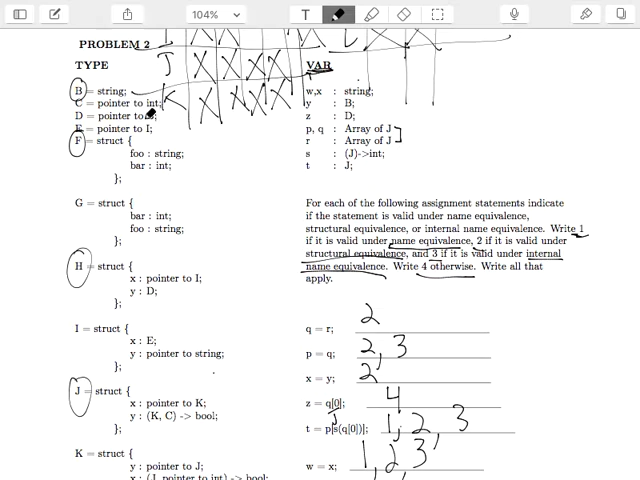 104%
PROBLEM 2
TYPE
VAR
B = string;
C = pointer to int;
D = pointer to
E = pointer to I;
F = struct {
foo : string;
bar : int;
};
G = struct {
bar : int;
foo : string;
};
H = struct {
x : pointer to I;
y : D;
};
I = struct {
x : E;
y : pointer to string;
};
J = struct {
x : pointer to K;
y : (K, C) -> bool;
};
K = struct {
y : pointer to J;
x : (J, pointer to int) -> bool;
w,x : string;
y : B;
z : D;
p, q : Array of J
r : Array of J
s : (J)->int;
t : J;
For each of the following assignment statements indicate
if the statement is valid under name equivalence,
structural equivalence, or internal name equivalence. Write 1
if it is valid under name equivalence, 2 if it is valid under
structural equivalence, and 3 if it is valid under internal
name equivalence. Write 4 otherwise. Write all that
apply.
q = r; 2
p = q; 2, 3
x = y; 2
z = q[0]; 4
J
t = p[s(q[0])]; 1, 2, 3
w = x; 1, 2, 3
J X X X X
K X X X X